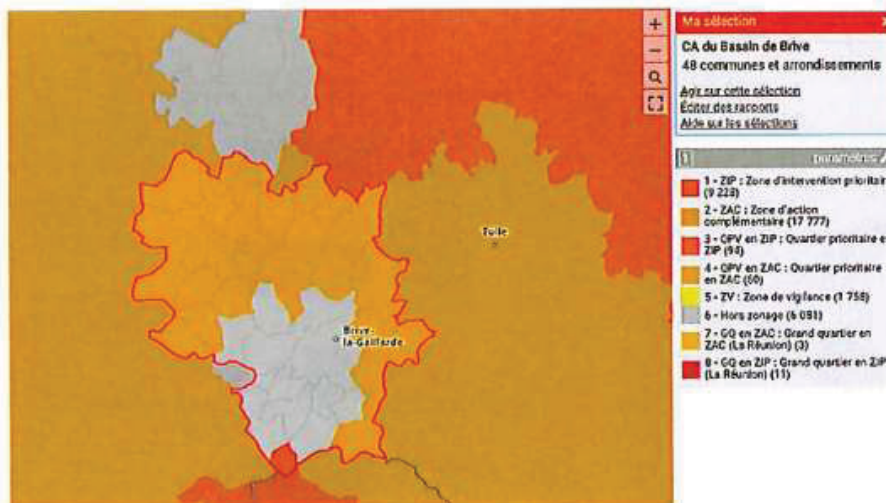 Tulle
Brive-
la-Gaillarde
+
−
Ma sélection
CA du Bassin de Brive
48 communes et arrondissements
Agir sur cette sélection
Éditer des rapports
Aide sur les sélections
1
paramètres
1 - ZIP : Zone d'intervention prioritaire
(9 228)
2 - ZAC : Zone d'action
complémentaire (17 777)
3 - QPV en ZIP : Quartier prioritaire e
ZIP (94)
4 - QPV en ZAC : Quartier prioritaire
en ZAC (60)
5 - ZV : Zone de vigilance (1 758)
6 - Hors zonage (6 081)
7 - GQ en ZAC : Grand quartier en
ZAC (La Réunion) (3)
8 - GQ en ZIP : Grand quartier en ZIP
(La Réunion) (11)